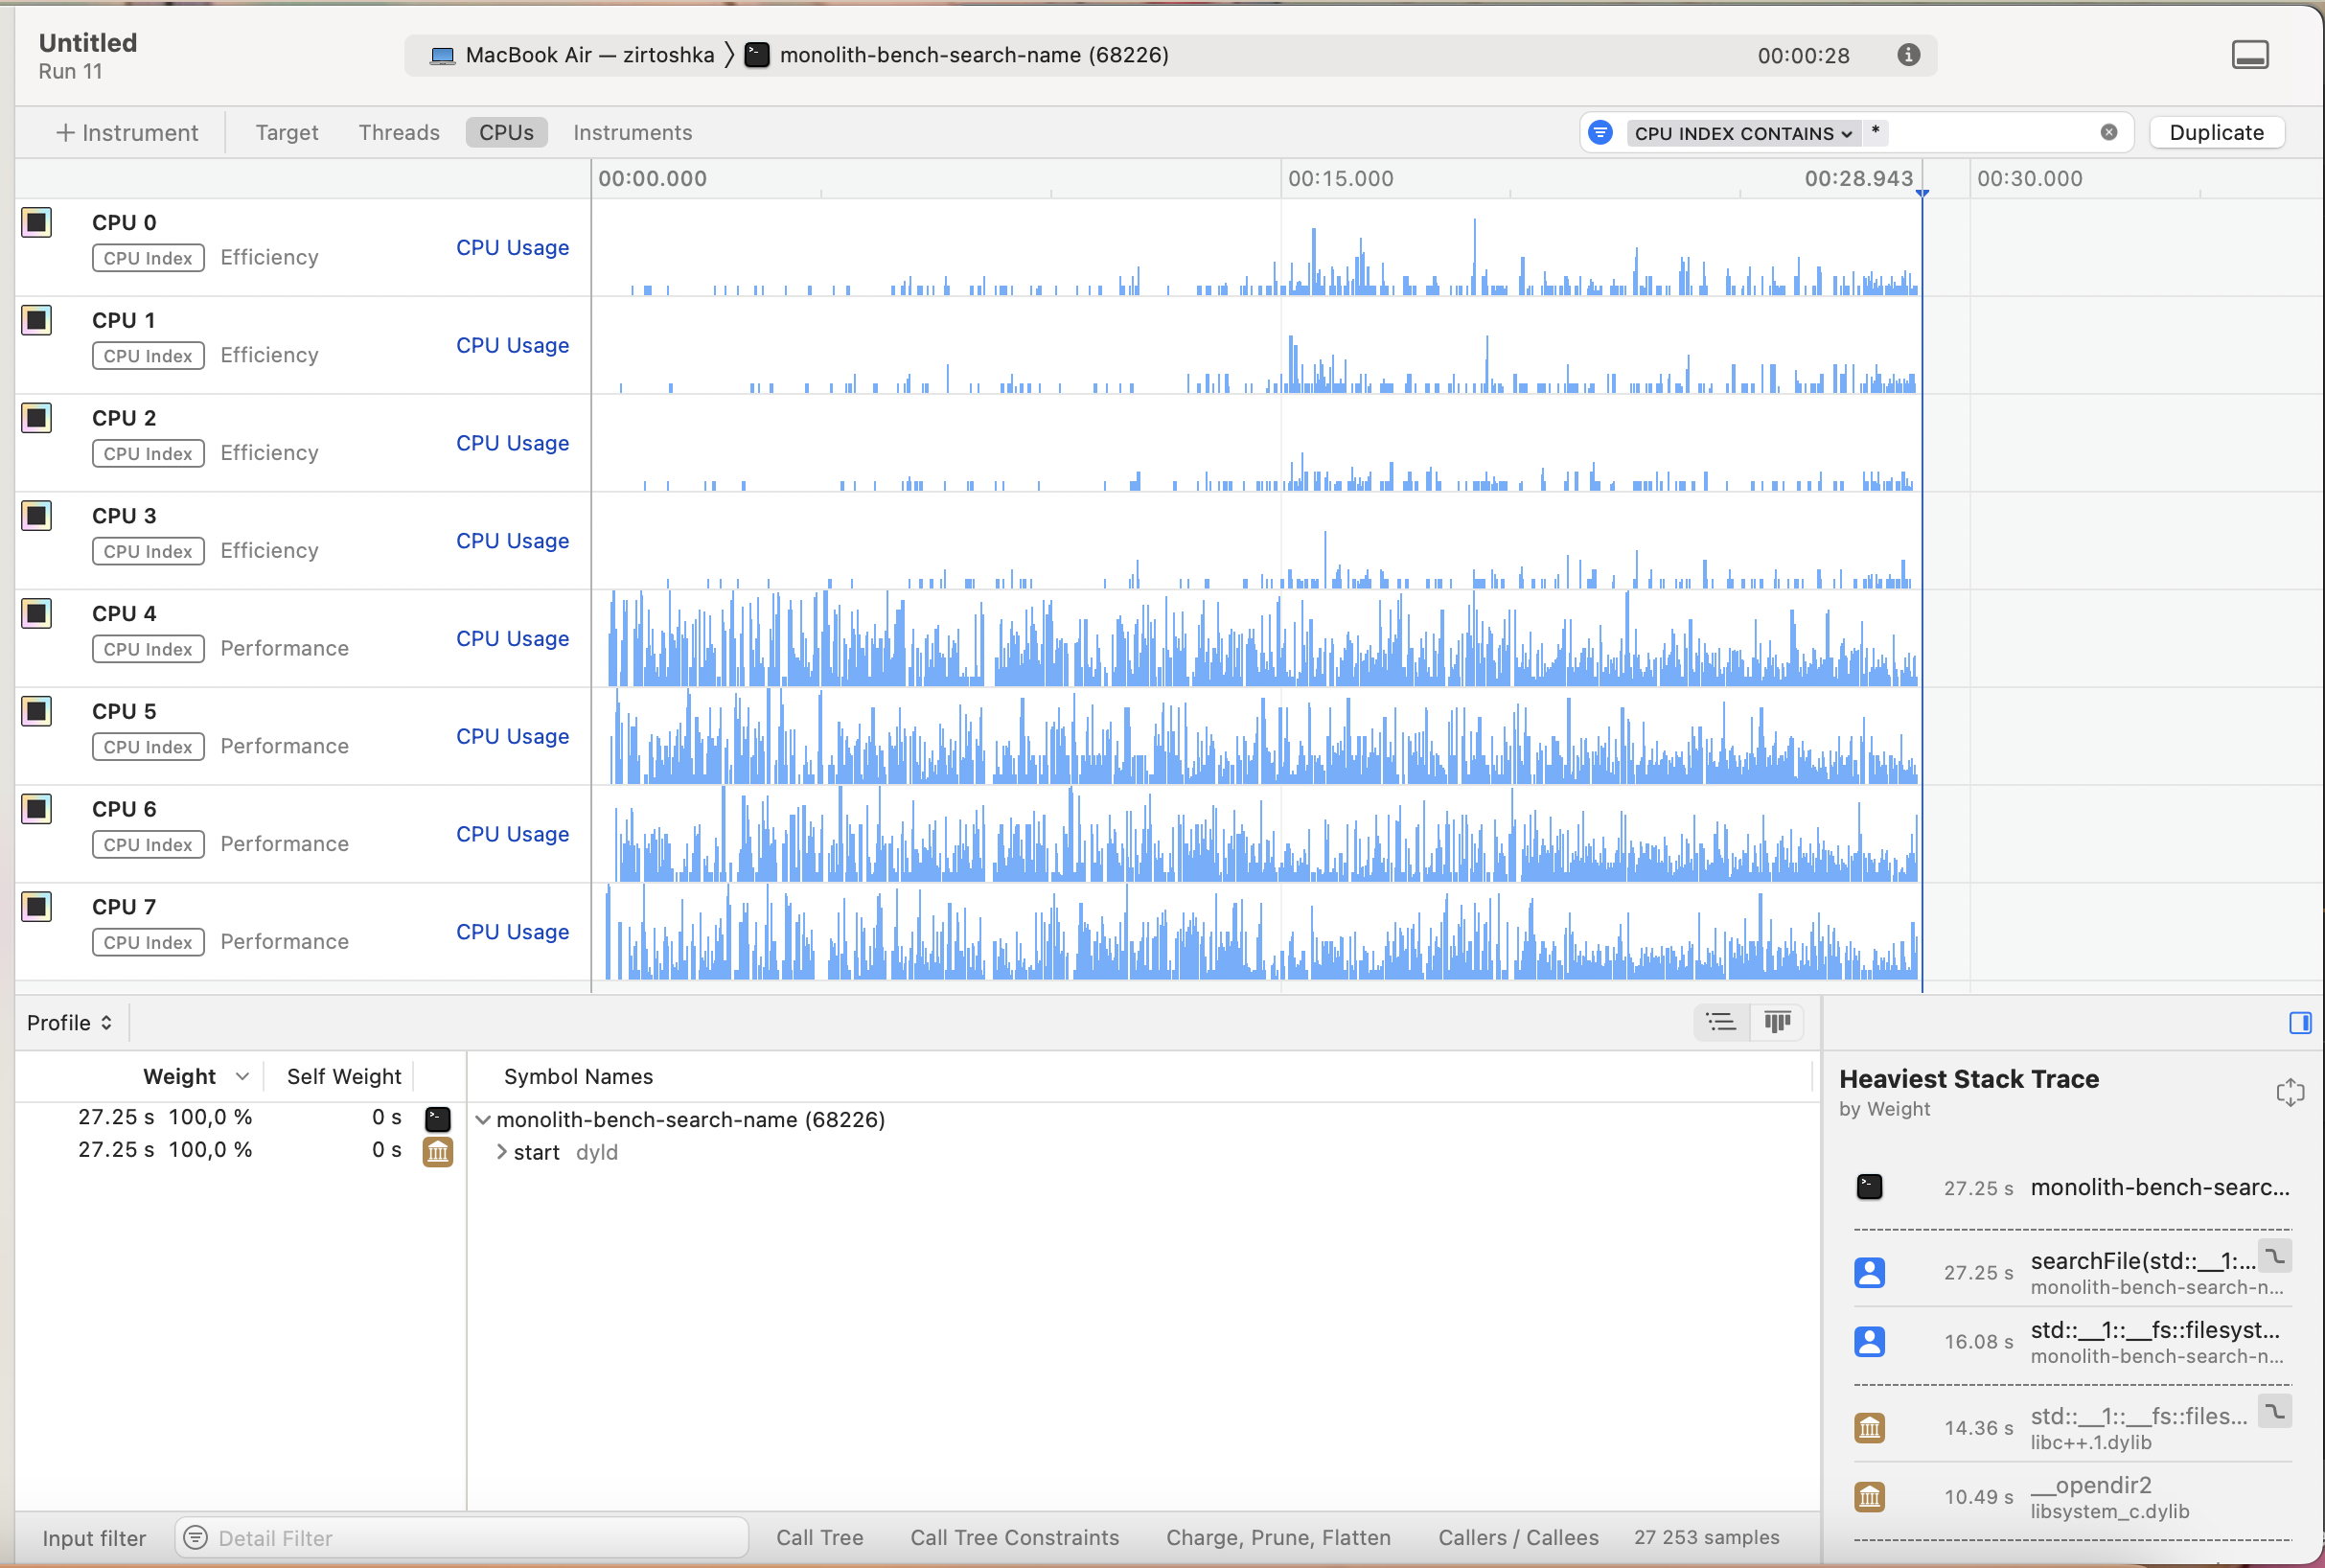 Untitled
Run 11
MacBook Air — zirtoshka 〉 monolith-bench-search-name (68226)
00:00:28
+ Instrument
Target
Threads
CPUs
Instruments
CPU INDEX CONTAINS
*
Duplicate
00:00.000
00:15.000
00:28.943
00:30.000
CPU 0
CPU Index Efficiency
CPU Usage
CPU 1
CPU Index Efficiency
CPU Usage
CPU 2
CPU Index Efficiency
CPU Usage
CPU 3
CPU Index Efficiency
CPU Usage
CPU 4
CPU Index Performance
CPU Usage
CPU 5
CPU Index Performance
CPU Usage
CPU 6
CPU Index Performance
CPU Usage
CPU 7
CPU Index Performance
CPU Usage
Profile
Weight
Self Weight
Symbol Names
27.25 s 100,0 % 0 s monolith-bench-search-name (68226)
27.25 s 100,0 % 0 s start dyld
Heaviest Stack Trace
by Weight
27.25 s monolith-bench-searc...
27.25 s searchFile(std::__1:...
monolith-bench-search-n...
16.08 s std::__1::__fs::filesyst...
monolith-bench-search-n...
14.36 s std::__1::__fs::files...
libc++.1.dylib
10.49 s __opendir2
libsystem_c.dylib
Input filter
Detail Filter
Call Tree
Call Tree Constraints
Charge, Prune, Flatten
Callers / Callees
27 253 samples